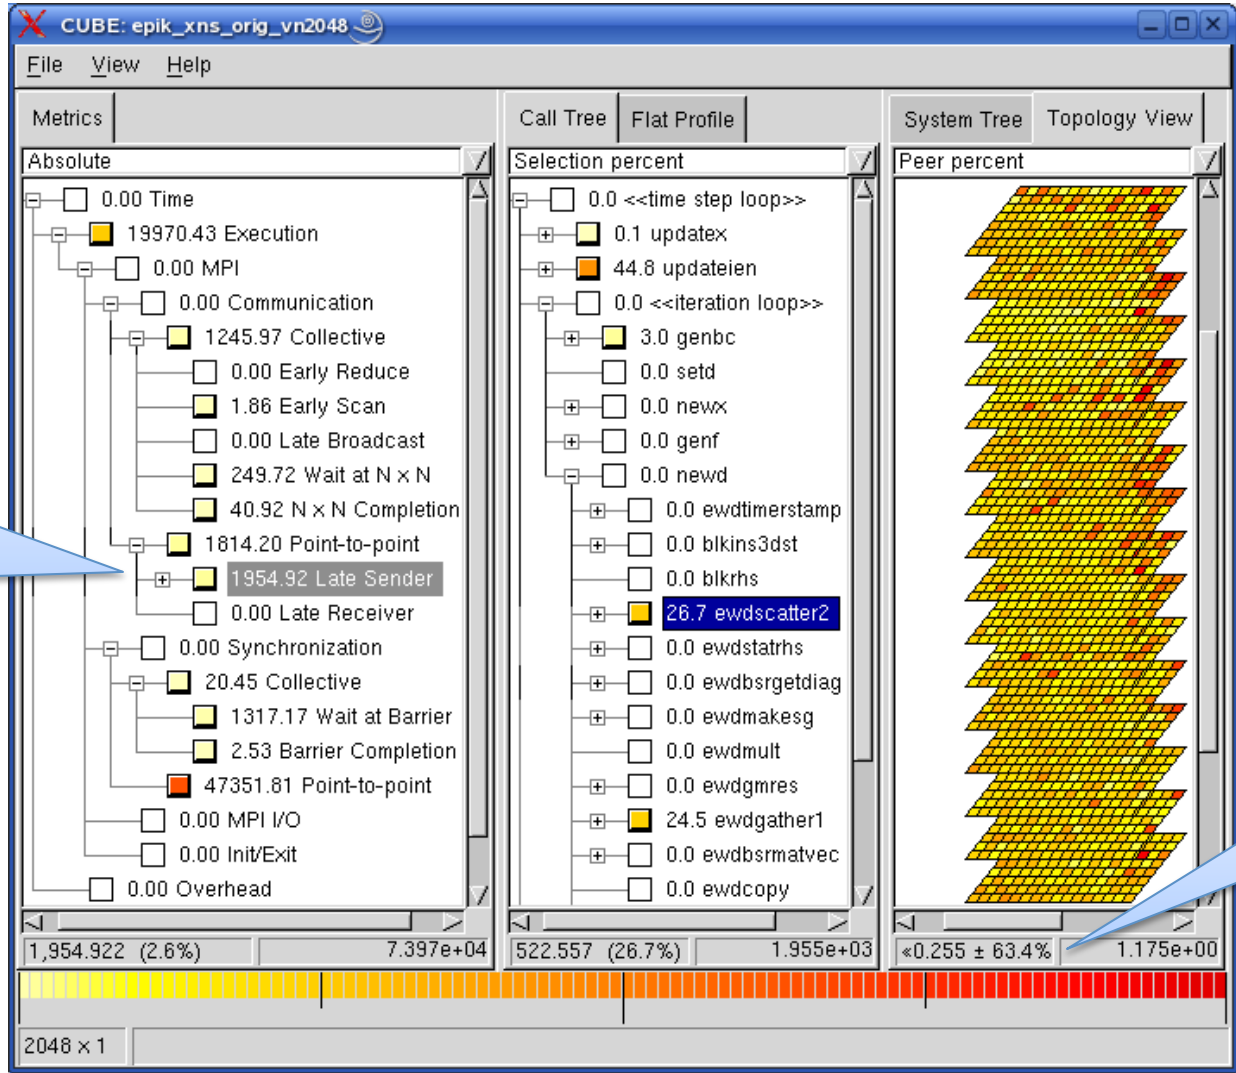 CUBE: epik_xns_orig_vn2048
File View Help
Metrics
Absolute
0.00 Time
19970.43 Execution
0.00 MPI
0.00 Communication
1245.97 Collective
0.00 Early Reduce
1.86 Early Scan
0.00 Late Broadcast
249.72 Wait at N x N
40.92 N x N Completion
1814.20 Point-to-point
1954.92 Late Sender
0.00 Late Receiver
0.00 Synchronization
20.45 Collective
1317.17 Wait at Barrier
2.53 Barrier Completion
47351.81 Point-to-point
0.00 MPI I/O
0.00 Init/Exit
0.00 Overhead
1,954.922 (2.6%) 7.397e+04
Call Tree Flat Profile
Selection percent
0.0 <<time step loop>>
0.1 updatex
44.8 updateien
0.0 <<iteration loop>>
3.0 genbc
0.0 setd
0.0 newx
0.0 genf
0.0 newd
0.0 ewdtimerstamp
0.0 blkins3dst
0.0 blkrhs
26.7 ewdscatter2
0.0 ewdstatrhs
0.0 ewdbsrgetdiag
0.0 ewdmakesg
0.0 ewdmult
0.0 ewdgmres
24.5 ewdgather1
0.0 ewdbsrmatvec
0.0 ewdcopy
522.557 (26.7%) 1.955e+03
System Tree Topology View
Peer percent
«0.255 ± 63.4% 1.175e+00
2048 x 1